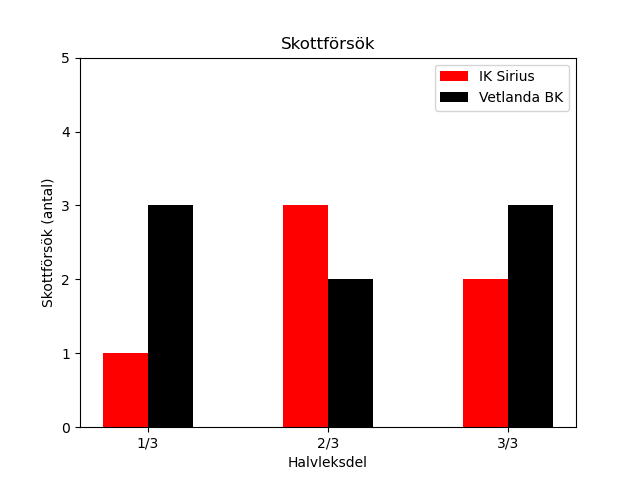 Skottförsök
IK Sirius
Vetlanda BK
Skottförsök (antal)
5
4
3
2
1
0
1/3
2/3
3/3
Halvleksdel